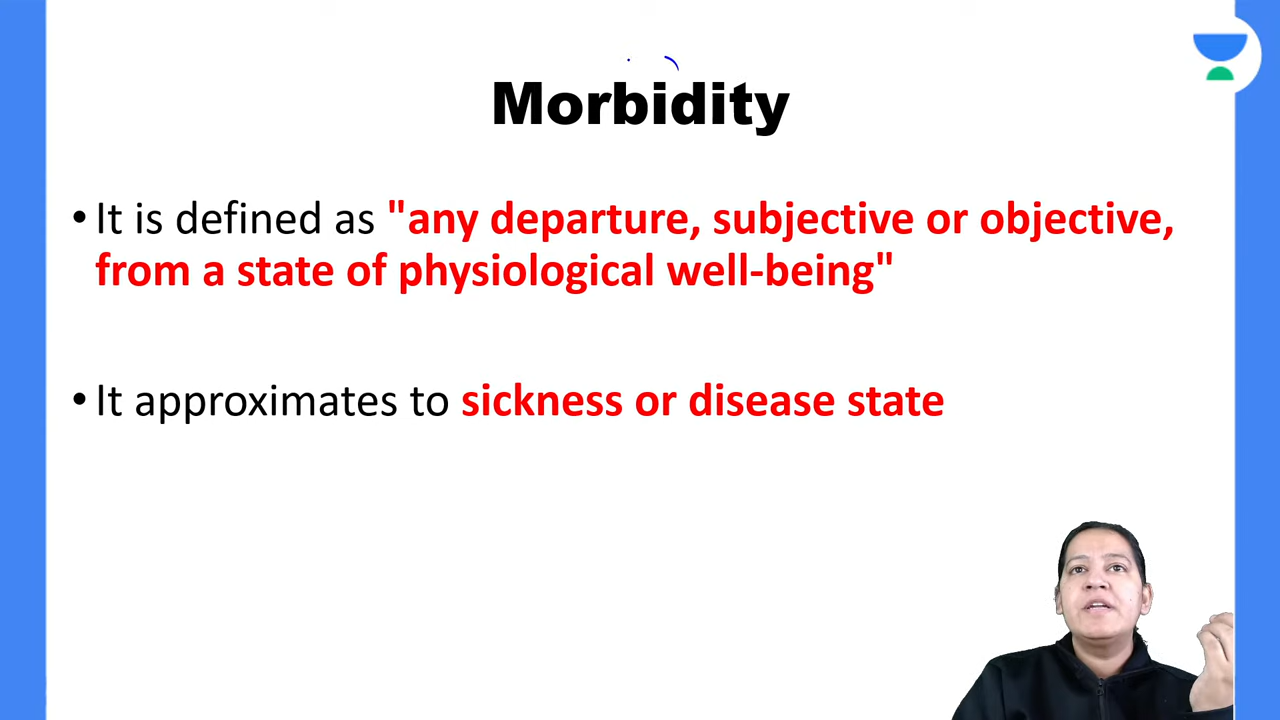 Morbidity
• It is defined as "any departure, subjective or objective,
from a state of physiological well-being"
• It approximates to sickness or disease state